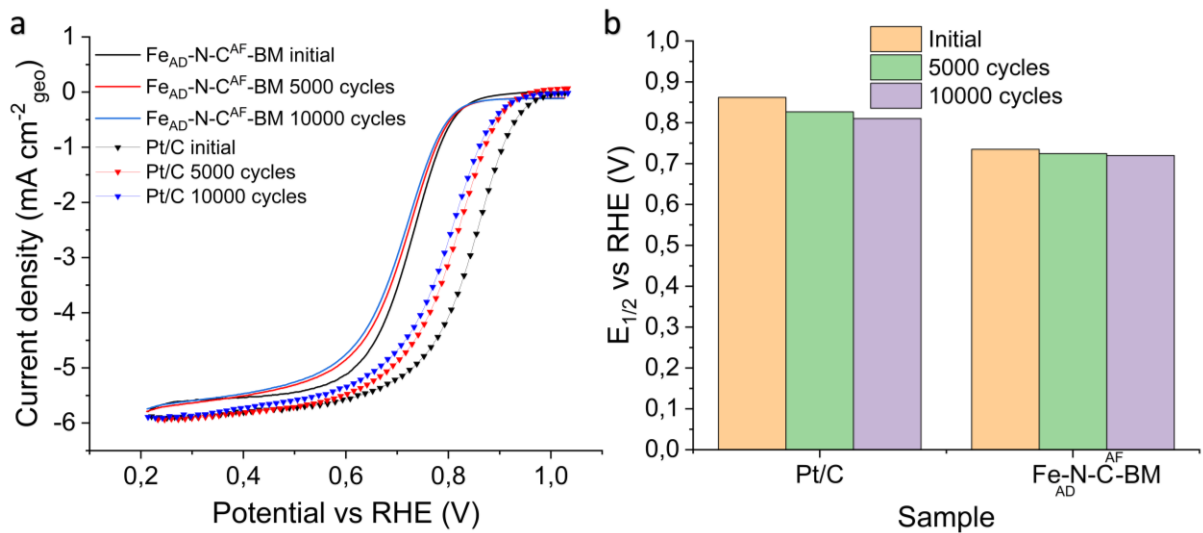 a
Current density (mA cm-2 geo)
1
0
-1
-2
-3
-4
-5
-6
FeAD-N-CAF-BM initial
FeAD-N-CAF-BM 5000 cycles
FeAD-N-CAF-BM 10000 cycles
Pt/C initial
Pt/C 5000 cycles
Pt/C 10000 cycles
0,2 0,4 0,6 0,8 1,0
Potential vs RHE (V)
b
E1/2 vs RHE (V)
1,0
0,9
0,8
0,7
0,6
0,5
0,4
0,3
0,2
0,1
0,0
Initial
5000 cycles
10000 cycles
Pt/C
FeAD-N-CAF-BM
Sample